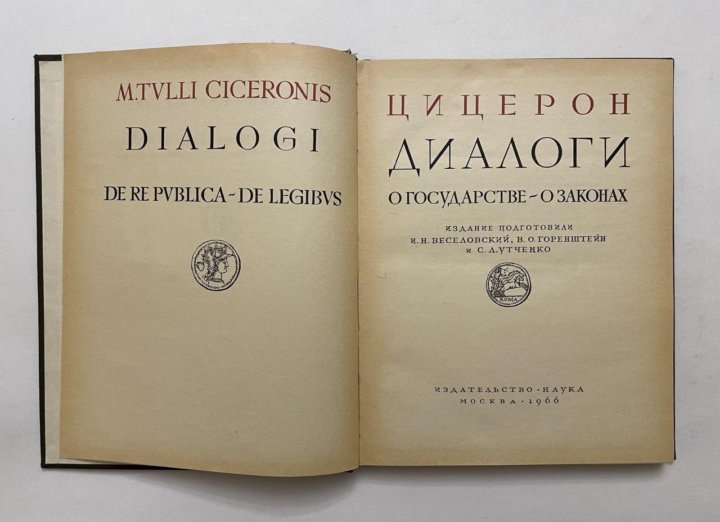 M.TVLLI CICERONIS
DIALOGI
DE RE PVBLICA ~ DE LEGIBVS
ЦИЦЕРОН
ДИАЛОГИ
О ГОСУДАРСТВЕ ~ О ЗАКОНАХ
ИЗДАНИЕ ПОДГОТОВИЛИ
И. Н. ВЕСЕЛОВСКИЙ, В. О. ГОРЕНШТЕЙН
И С. Л. УТЧЕНКО
ROMA
ИЗДАТЕЛЬСТВО · НАУКА
МОСКВА · 1966